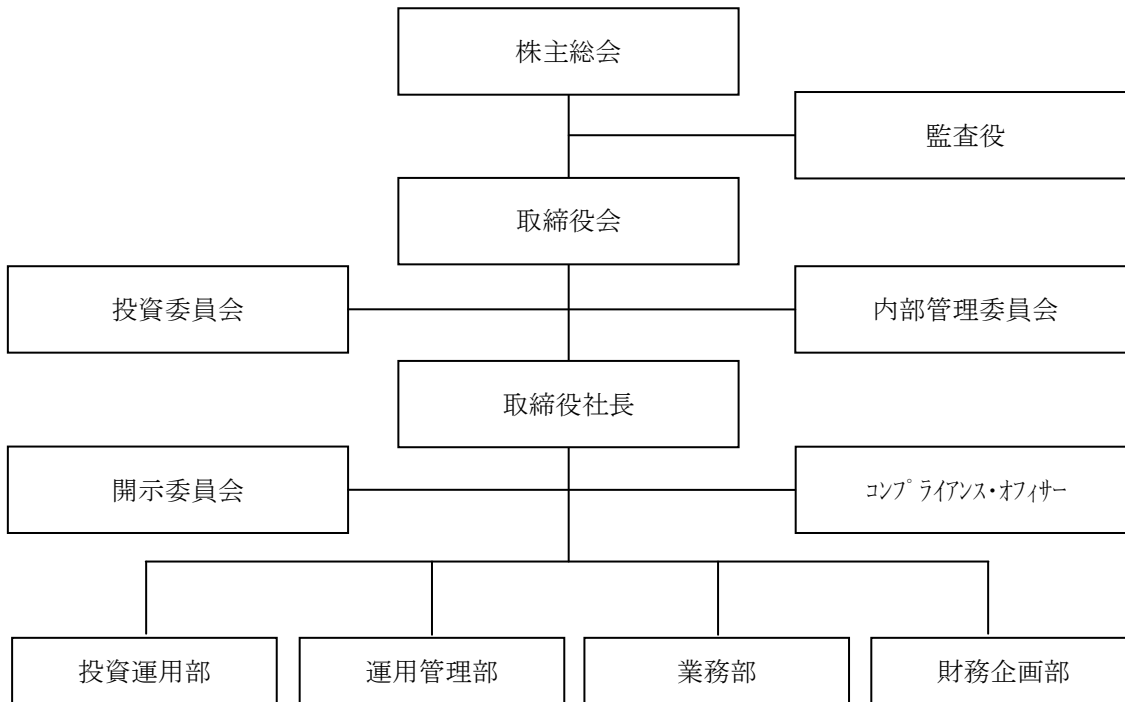 株主総会
監査役
取締役会
投資委員会
内部管理委員会
取締役社長
開示委員会
ｺﾝﾌﾟﾗｲｱﾝｽ・ｵﾌｨｻｰ
投資運用部
運用管理部
業務部
財務企画部